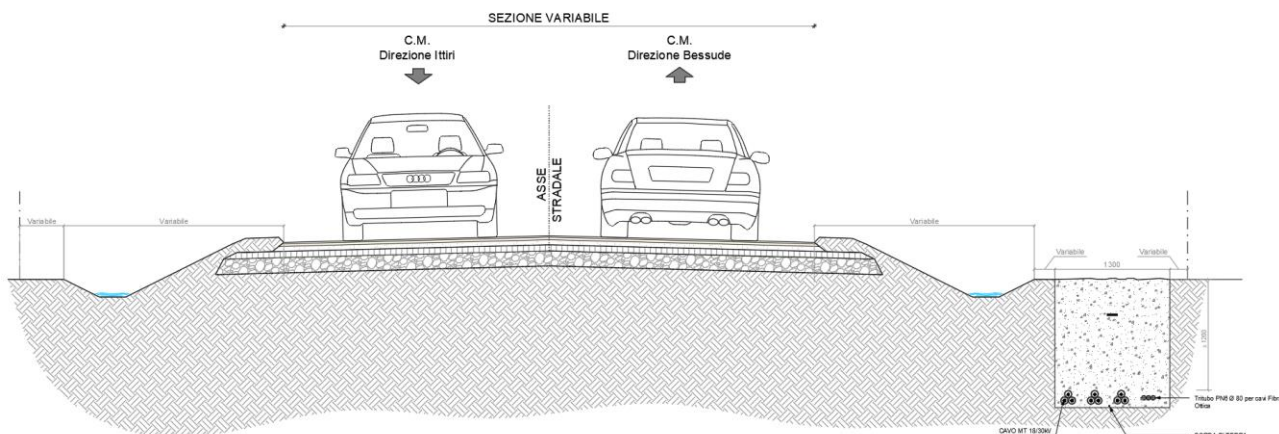 SEZIONE VARIABILE
C.M.
Direzione Ittiri
C.M.
Direzione Bessude
ASSE
STRADALE
Variabile
Variabile
Variabile
Variabile
1300
Variabile
Tritubo PN6 Ø 80 per cavi Fibra
Ottica
CAVO MT 18/30kV